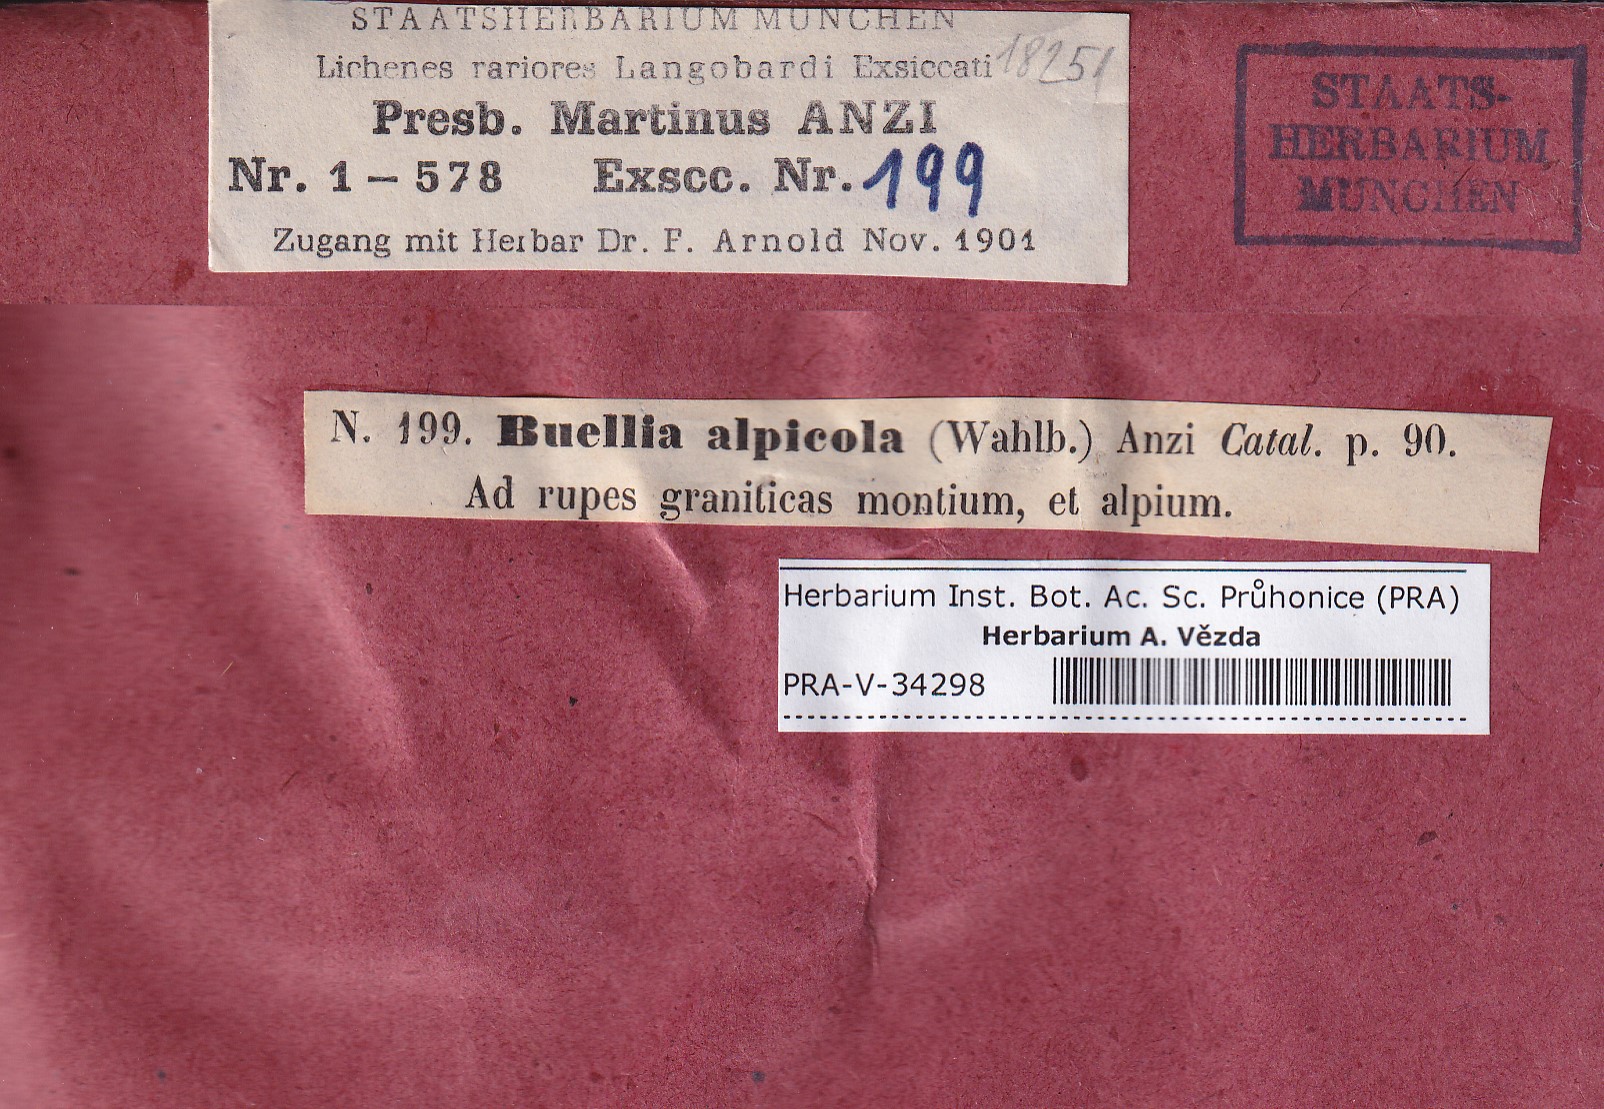 STAATSHERBARIUM MÜNCHEN
Lichenes rariores Langobardi Exsiccati 18251
Presb. Martinus ANZI
Nr. 1 – 578 Exscc. Nr. 199
Zugang mit Herbar Dr. F. Arnold Nov. 1901
STAATS-
HERBARIUM
MÜNCHEN
N. 199. Buellia alpicola (Wahlb.) Anzi Catal. p. 90.
Ad rupes graniticas montium, et alpium.
Herbarium Inst. Bot. Ac. Sc. Průhonice (PRA)
Herbarium A. Vězda
PRA-V-34298